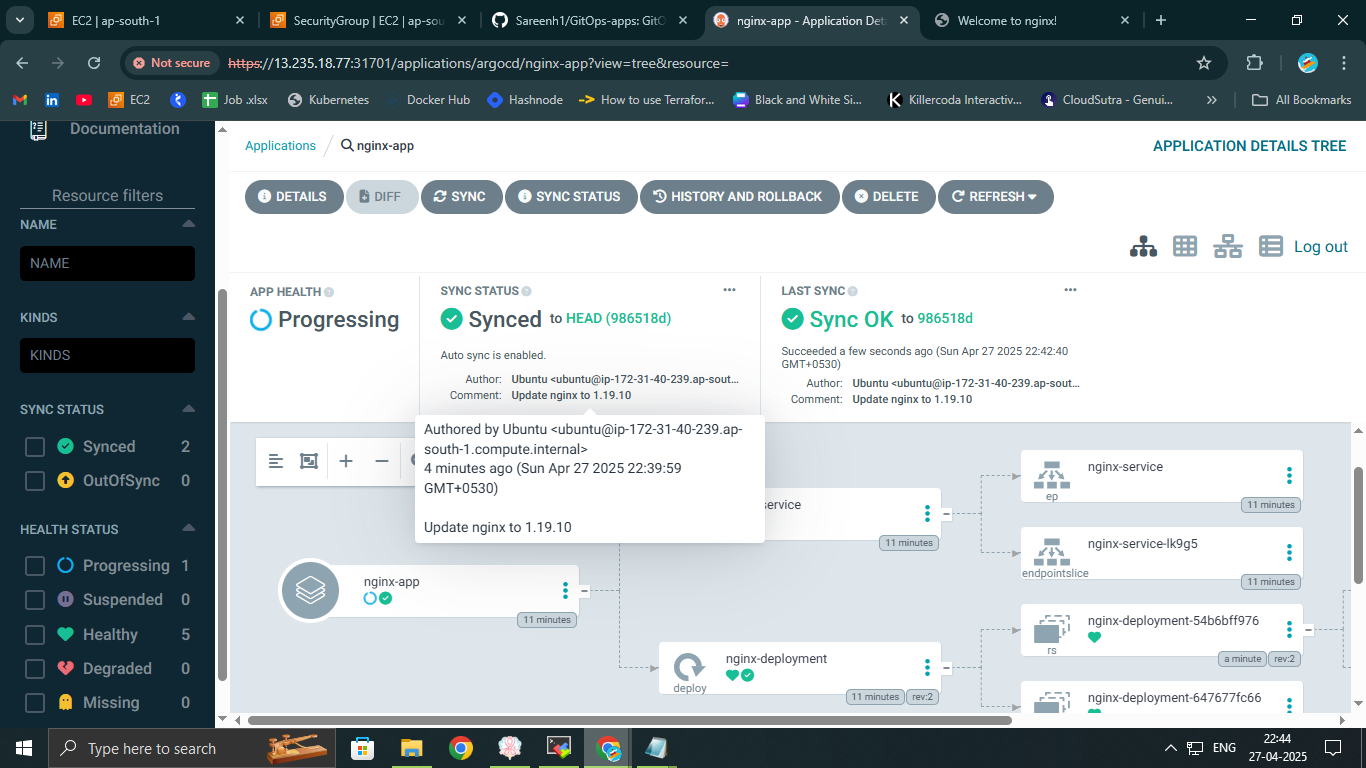 EC2 | ap-south-1
SecurityGroup | EC2 | ap-sou
Sareenh1/GitOps-apps: GitO
nginx-app - Application Deta
Welcome to nginx!
Not secure
https://13.235.18.77:31701/applications/argocd/nginx-app?view=tree&resource=
EC2
Job .xlsx
Kubernetes
Docker Hub
Hashnode
How to use Terrafor...
Black and White Si...
Killercoda Interactiv...
CloudSutra - Genui...
All Bookmarks
Documentation
Resource filters
NAME
NAME
KINDS
KINDS
SYNC STATUS
Synced 2
OutOfSync 0
HEALTH STATUS
Progressing 1
Suspended 0
Healthy 5
Degraded 0
Missing 0
Applications
nginx-app
APPLICATION DETAILS TREE
DETAILS
DIFF
SYNC
SYNC STATUS
HISTORY AND ROLLBACK
DELETE
REFRESH
Log out
APP HEALTH
Progressing
SYNC STATUS
Synced to HEAD (986518d)
Auto sync is enabled.
Author: Ubuntu <ubuntu@ip-172-31-40-239.ap-sout...
Comment: Update nginx to 1.19.10
LAST SYNC
Sync OK to 986518d
Succeeded a few seconds ago (Sun Apr 27 2025 22:42:40
GMT+0530)
Author: Ubuntu <ubuntu@ip-172-31-40-239.ap-sout...
Comment: Update nginx to 1.19.10
Authored by Ubuntu <ubuntu@ip-172-31-40-239.ap-
south-1.compute.internal>
4 minutes ago (Sun Apr 27 2025 22:39:59
GMT+0530)
Update nginx to 1.19.10
nginx-app
11 minutes
service
11 minutes
nginx-deployment
deploy
11 minutes
rev:2
nginx-service
ep
11 minutes
nginx-service-lk9g5
endpointslice
11 minutes
nginx-deployment-54b6bff976
rs
a minute
rev:2
nginx-deployment-647677fc66
Type here to search
ENG
22:44
27-04-2025